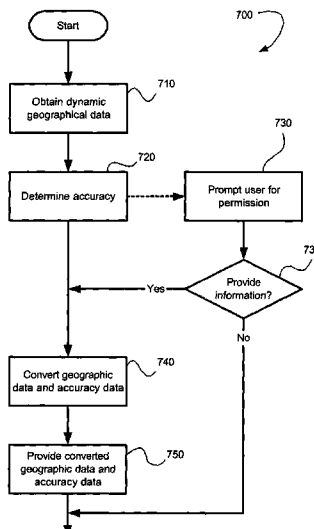 Start
700
Obtain dynamic
geographical data
710
720
Determine accuracy
730
Prompt user for
permission
Provide
information?
Yes
No
740
Convert geographic
data and accuracy data
Provide converted
geographic data and
accuracy data
750